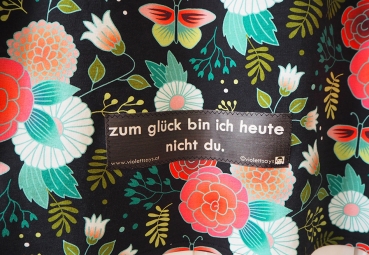 zum glück bin ich heute
nicht du.
www.violettsays.at ©violettsays